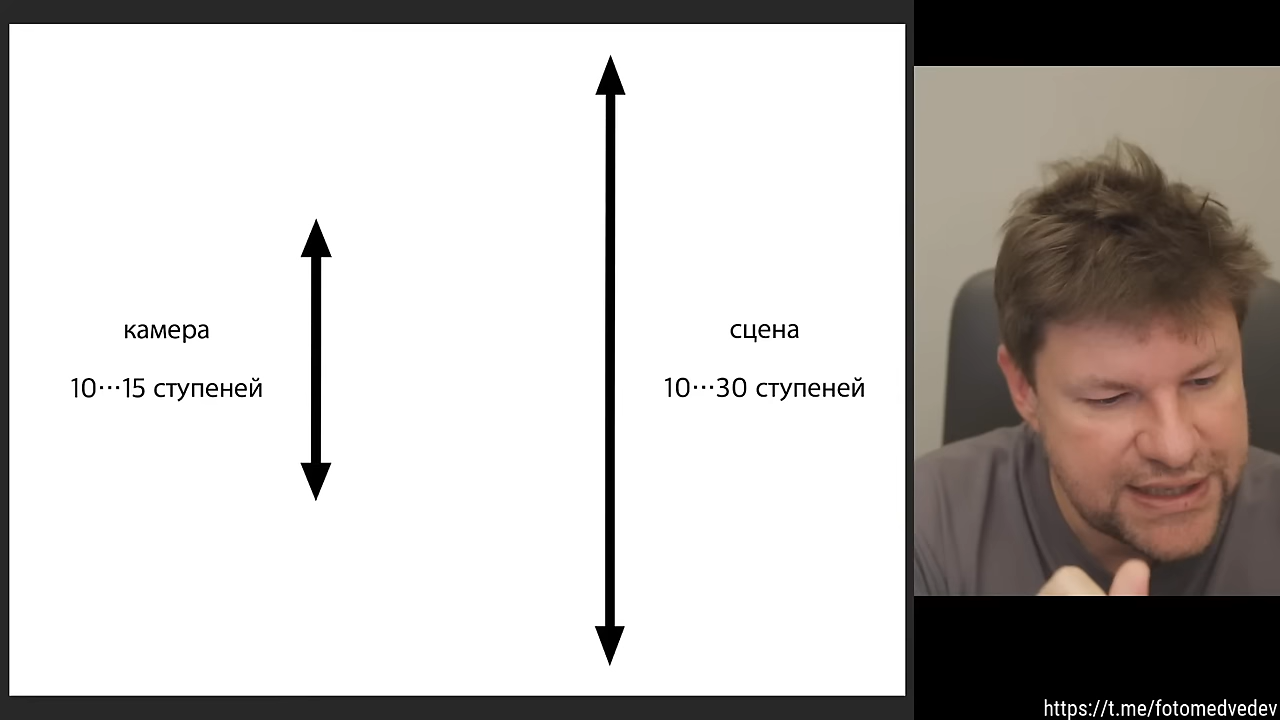 камера
10···15 ступеней
сцена
10···30 ступеней
https://t.me/fotomedvedev